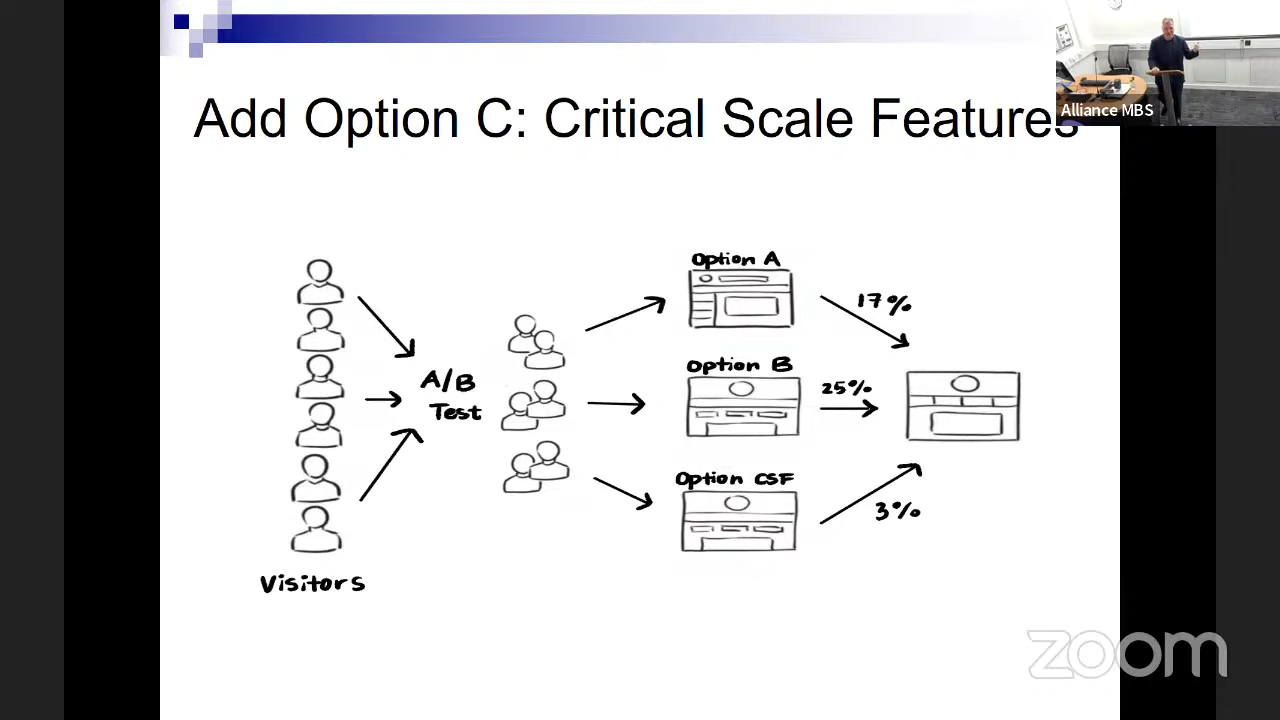 Add Option C: Critical Scale Features
Alliance MBS
Option A
17%
Option B
25%
A/B
Test
Option CSF
3%
Visitors
zoom